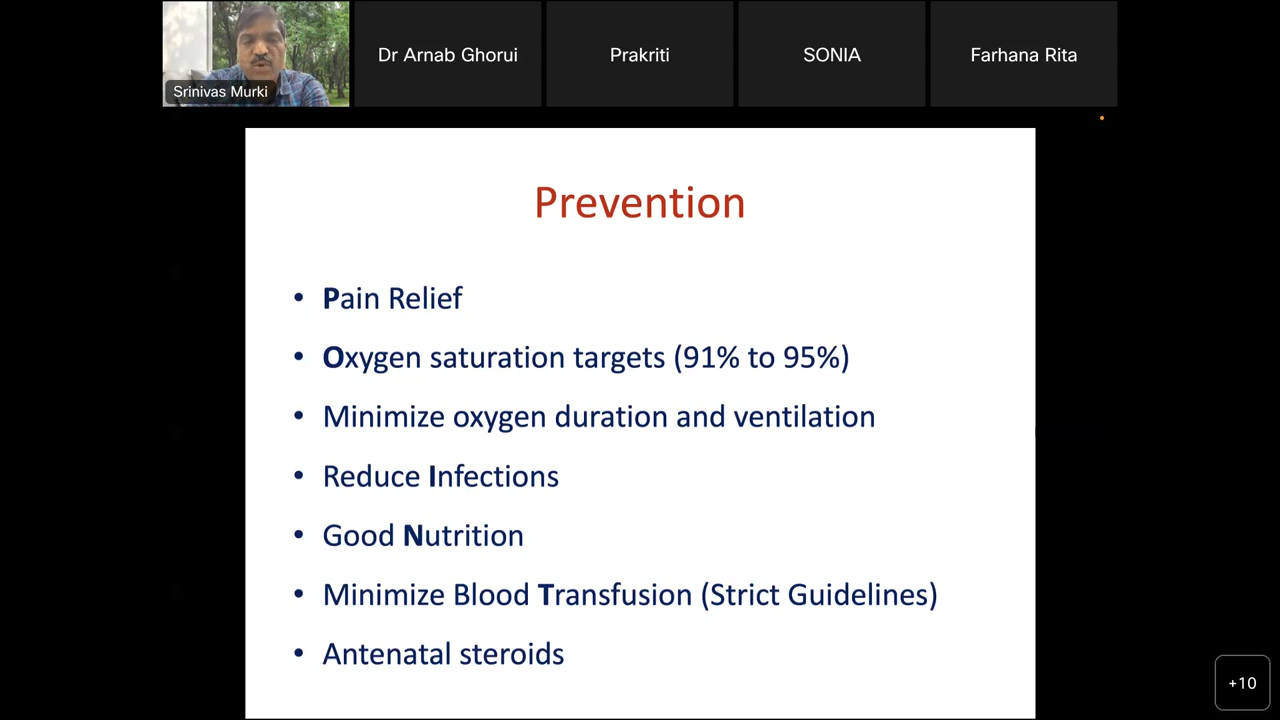 Srinivas Murki
Dr Arnab Ghorui
Prakriti
SONIA
Farhana Rita
Prevention
• Pain Relief
• Oxygen saturation targets (91% to 95%)
• Minimize oxygen duration and ventilation
• Reduce Infections
• Good Nutrition
• Minimize Blood Transfusion (Strict Guidelines)
• Antenatal steroids
+10